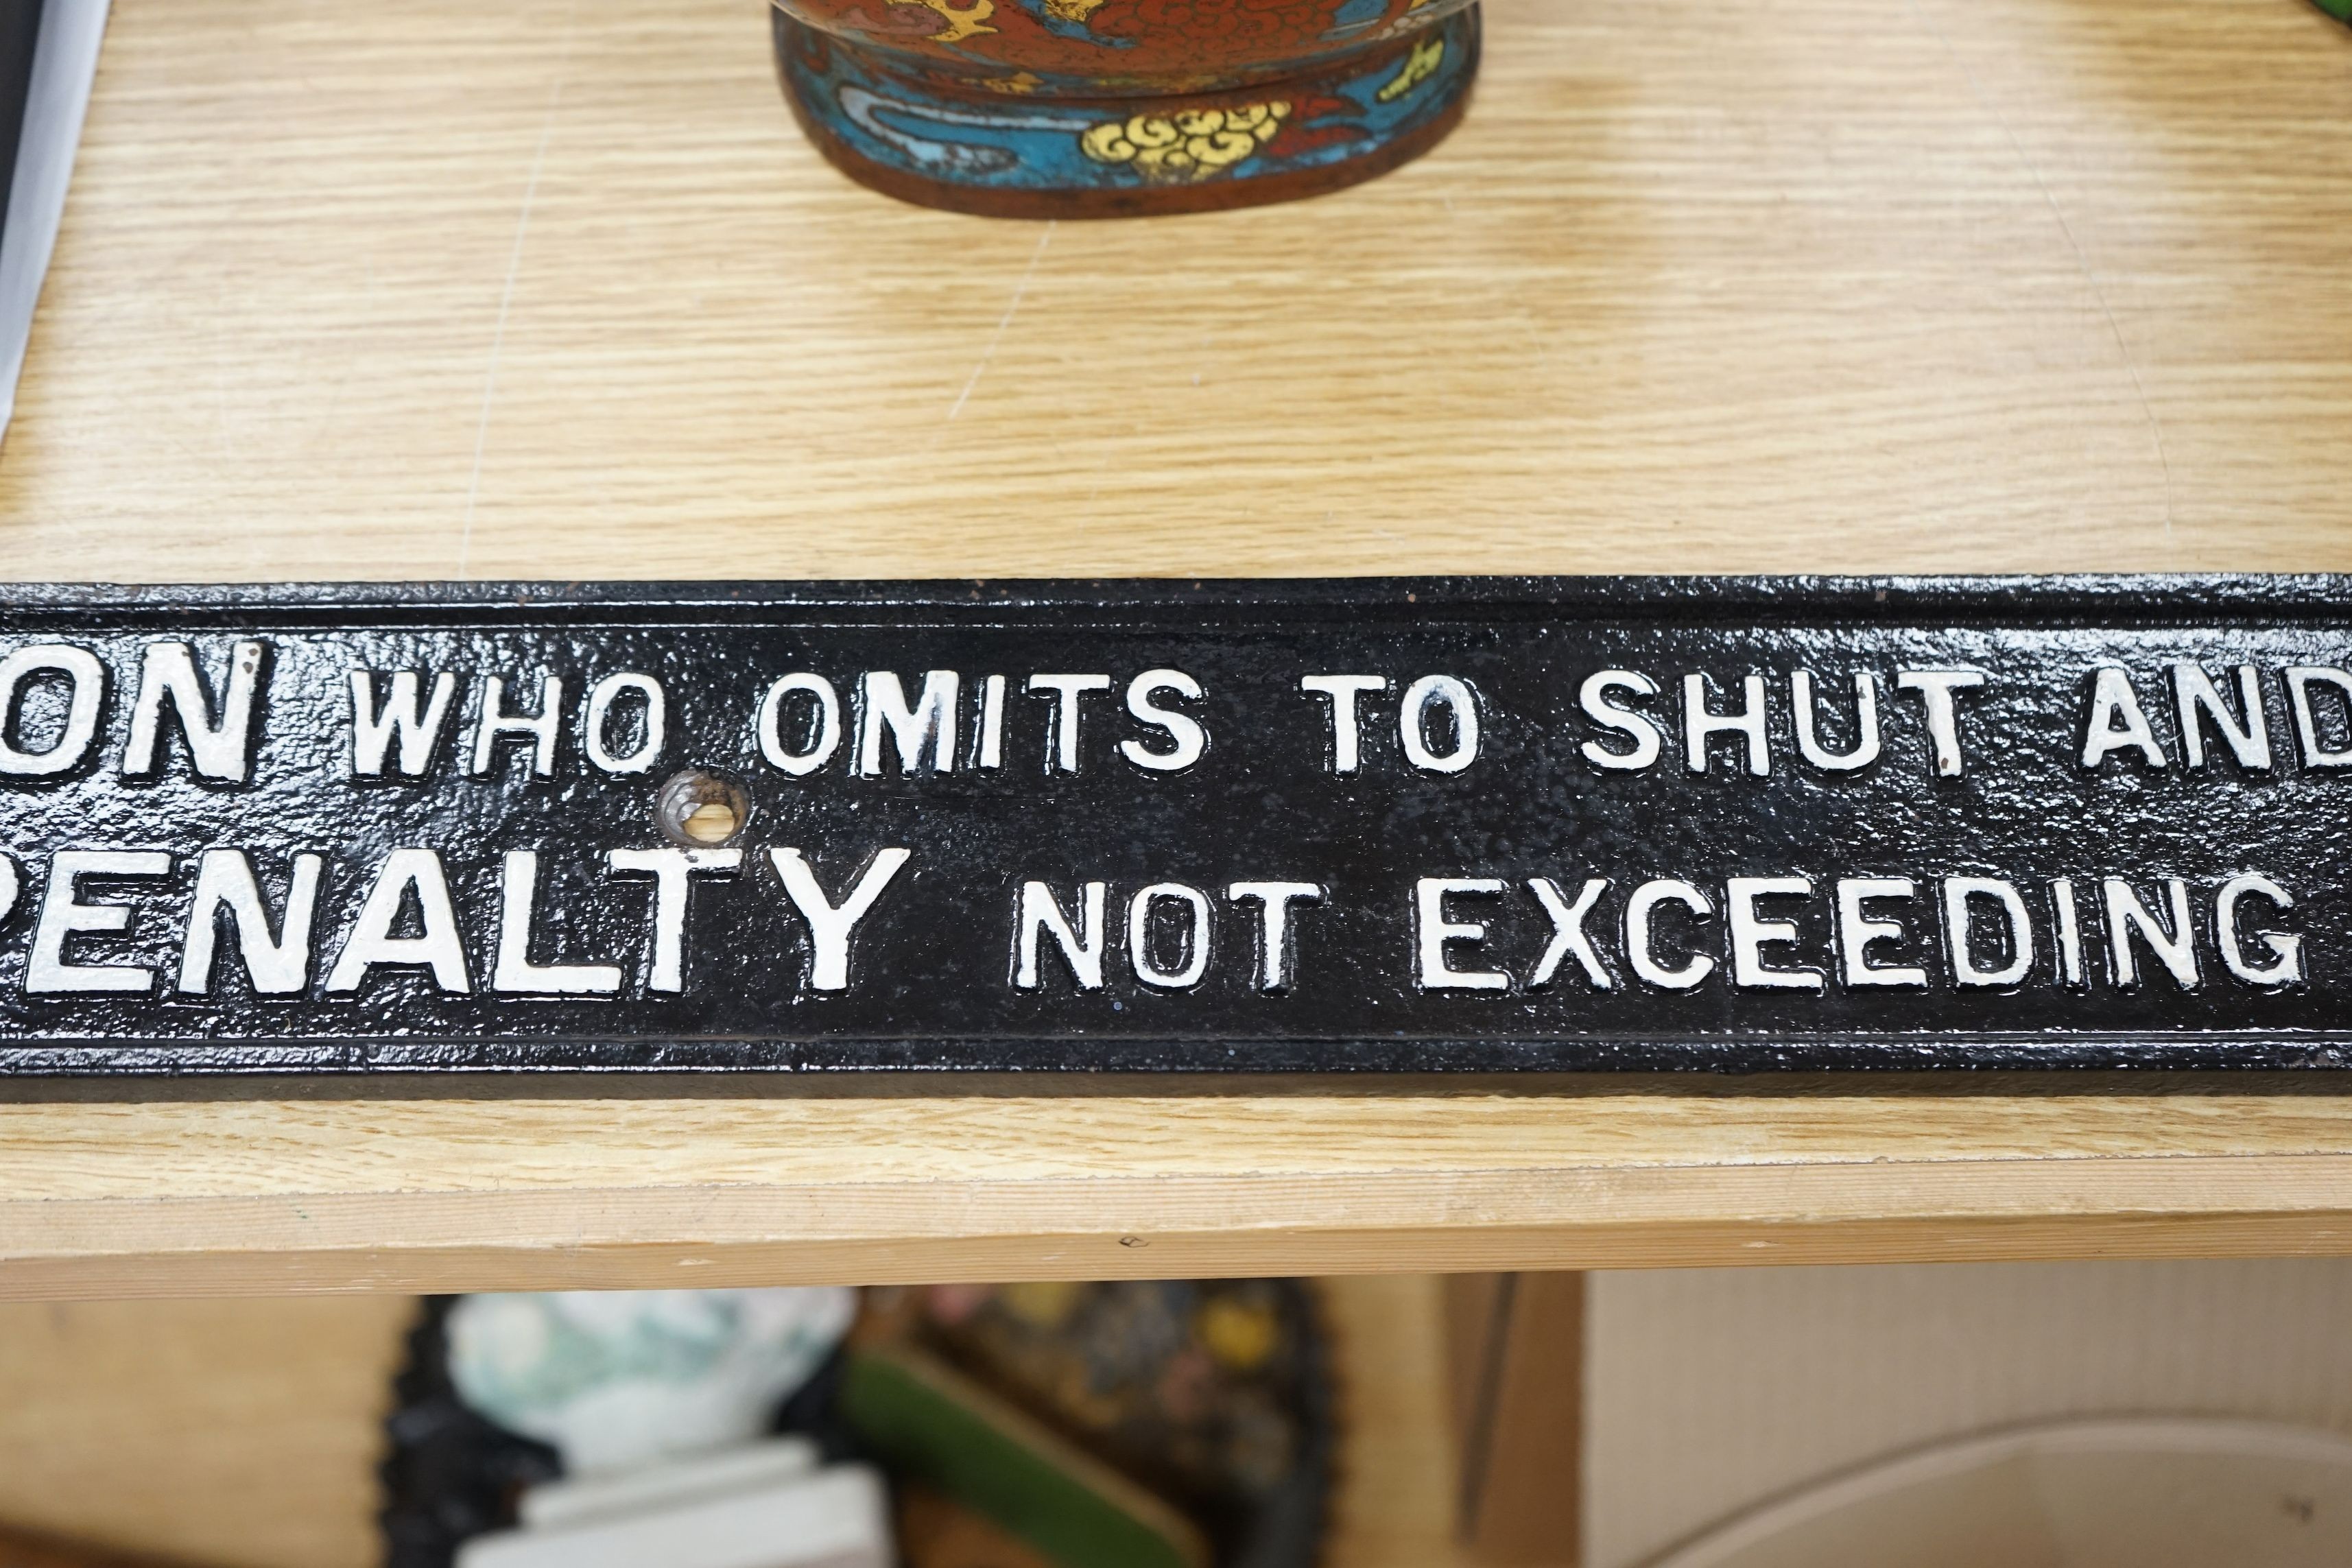 ON WHO OMITS TO SHUT AND
PENALTY NOT EXCEEDING